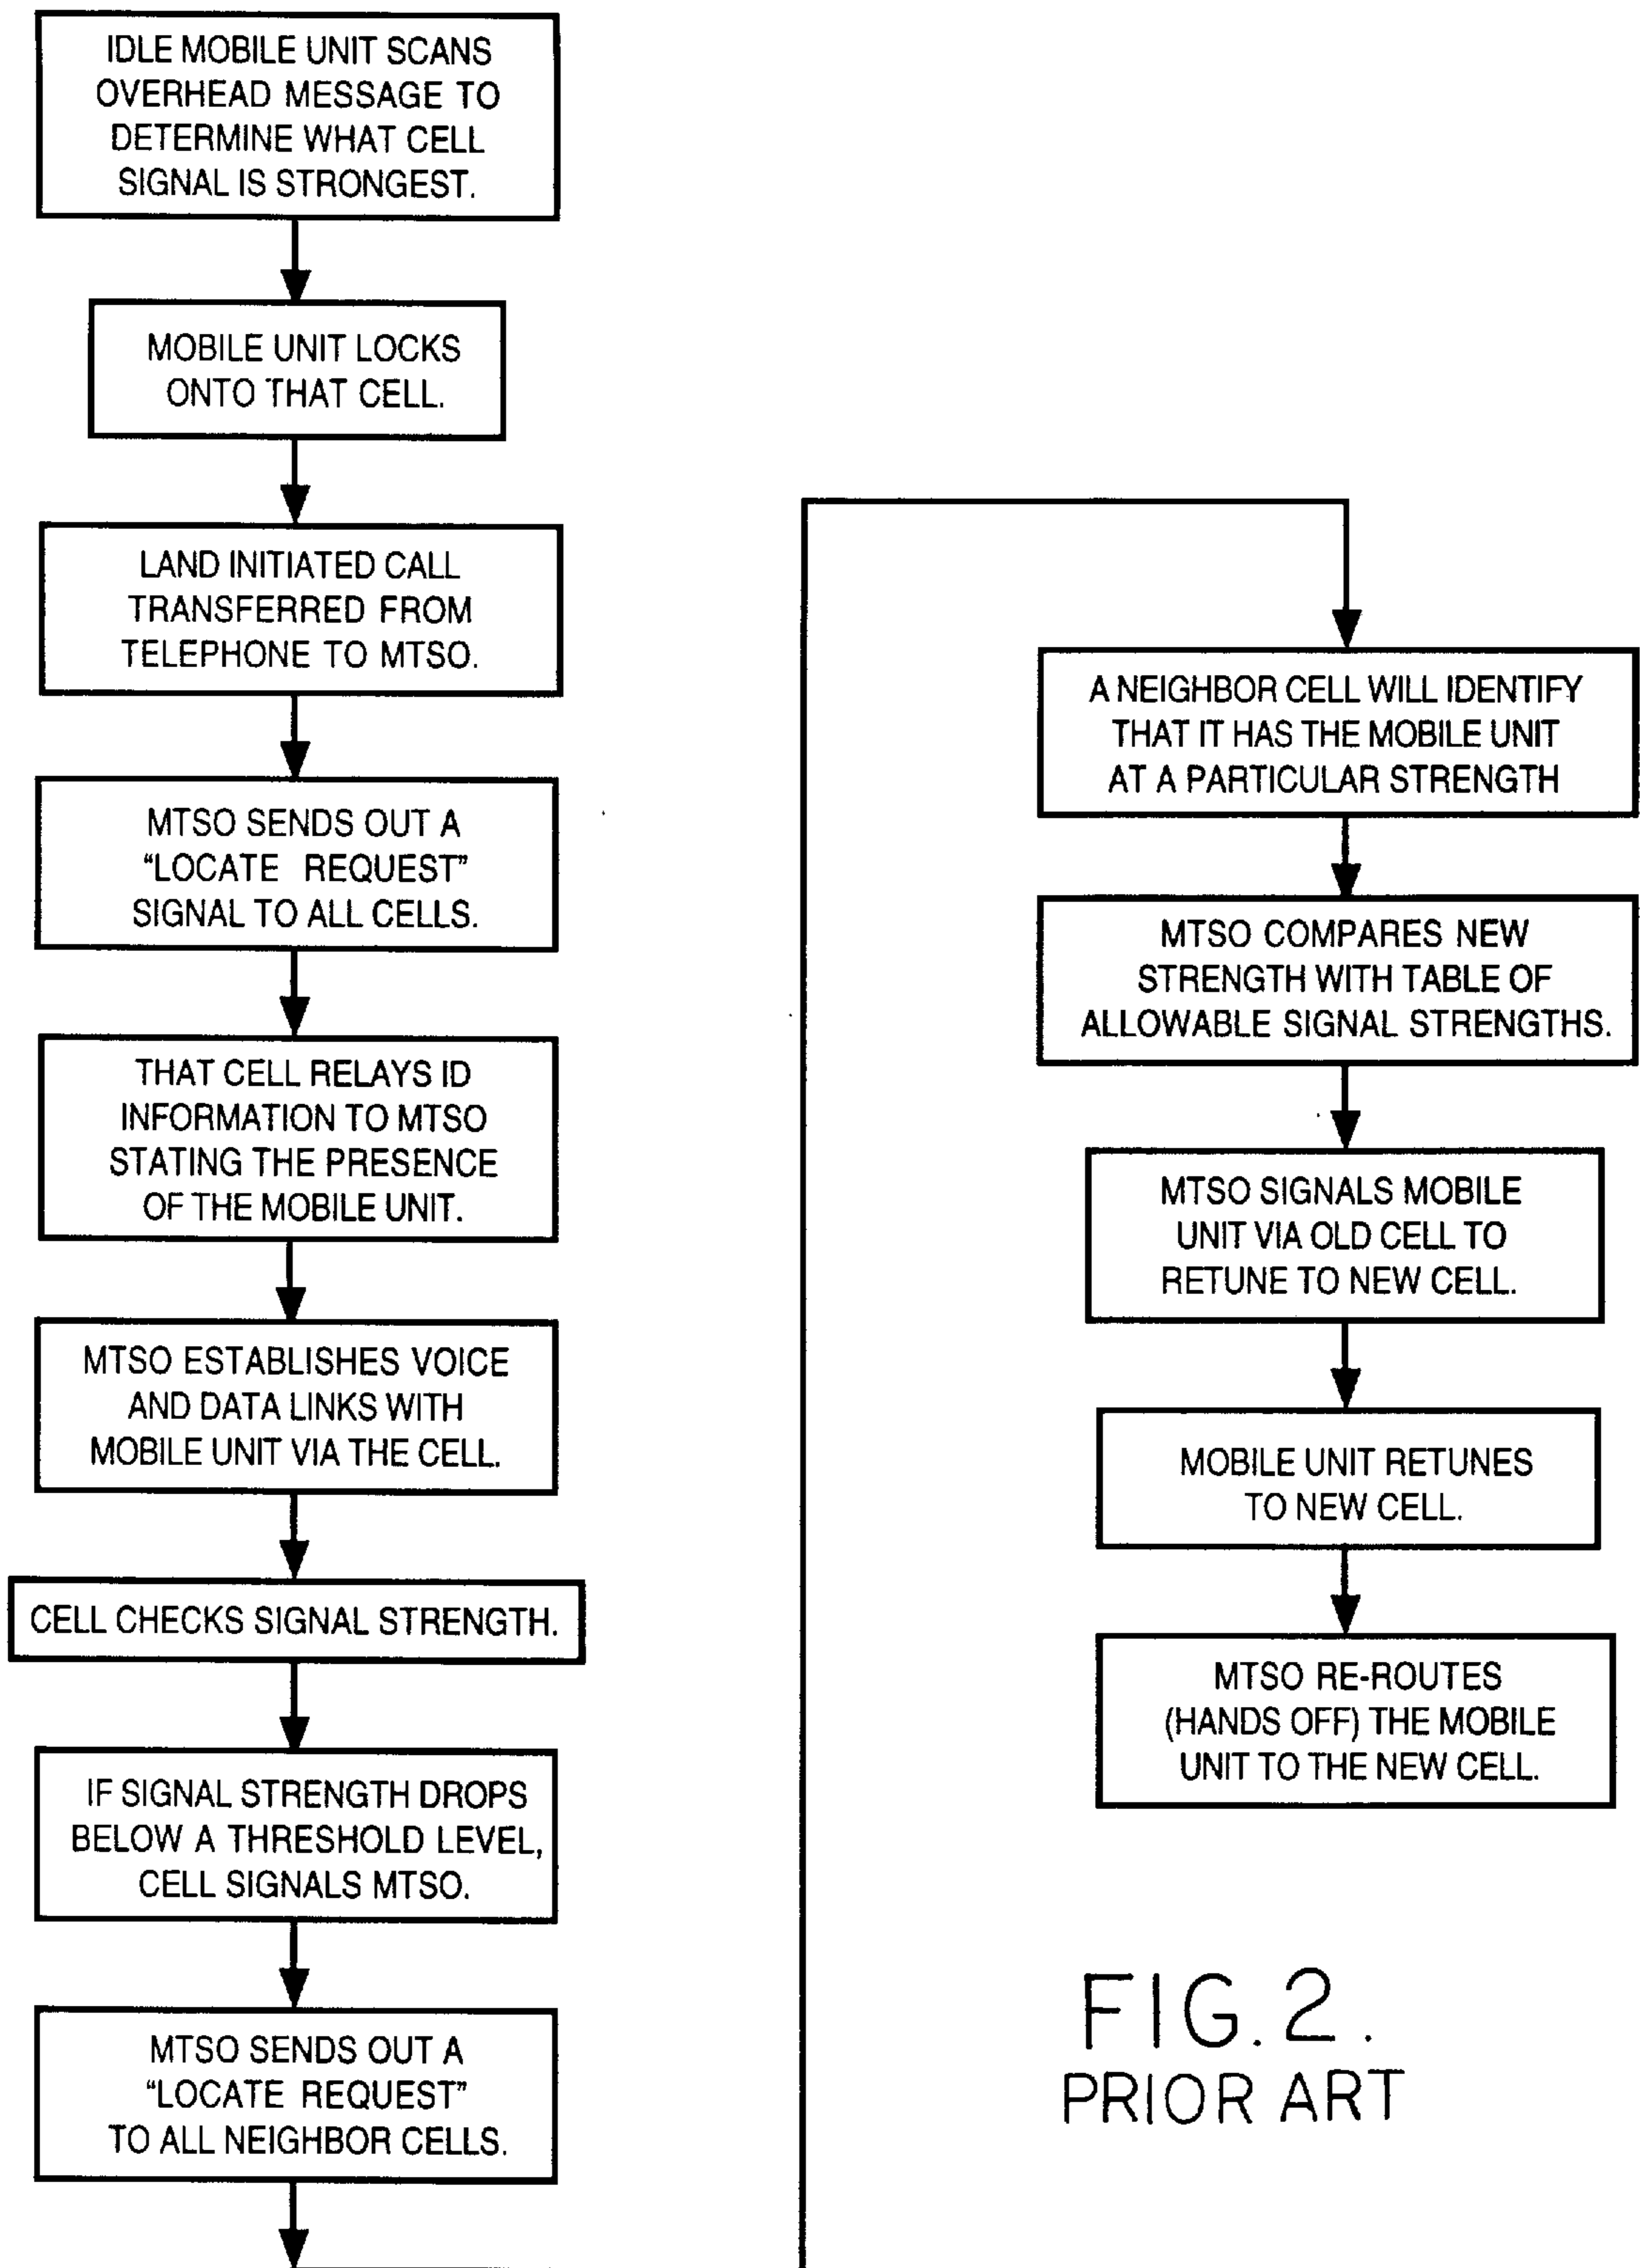 IDLE MOBILE UNIT SCANS
OVERHEAD MESSAGE TO
DETERMINE WHAT CELL
SIGNAL IS STRONGEST.
MOBILE UNIT LOCKS
ONTO THAT CELL.
LAND INITIATED CALL
TRANSFERRED FROM
TELEPHONE TO MTSO.
MTSO SENDS OUT A
“LOCATE REQUEST”
SIGNAL TO ALL CELLS.
THAT CELL RELAYS ID
INFORMATION TO MTSO
STATING THE PRESENCE
OF THE MOBILE UNIT.
MTSO ESTABLISHES VOICE
AND DATA LINKS WITH
MOBILE UNIT VIA THE CELL.
CELL CHECKS SIGNAL STRENGTH.
IF SIGNAL STRENGTH DROPS
BELOW A THRESHOLD LEVEL,
CELL SIGNALS MTSO.
MTSO SENDS OUT A
“LOCATE REQUEST”
TO ALL NEIGHBOR CELLS.
A NEIGHBOR CELL WILL IDENTIFY
THAT IT HAS THE MOBILE UNIT
AT A PARTICULAR STRENGTH
MTSO COMPARES NEW
STRENGTH WITH TABLE OF
ALLOWABLE SIGNAL STRENGTHS.
MTSO SIGNALS MOBILE
UNIT VIA OLD CELL TO
RETUNE TO NEW CELL.
MOBILE UNIT RETUNES
TO NEW CELL.
MTSO RE-ROUTES
(HANDS OFF) THE MOBILE
UNIT TO THE NEW CELL.
FIG. 2.
PRIOR ART